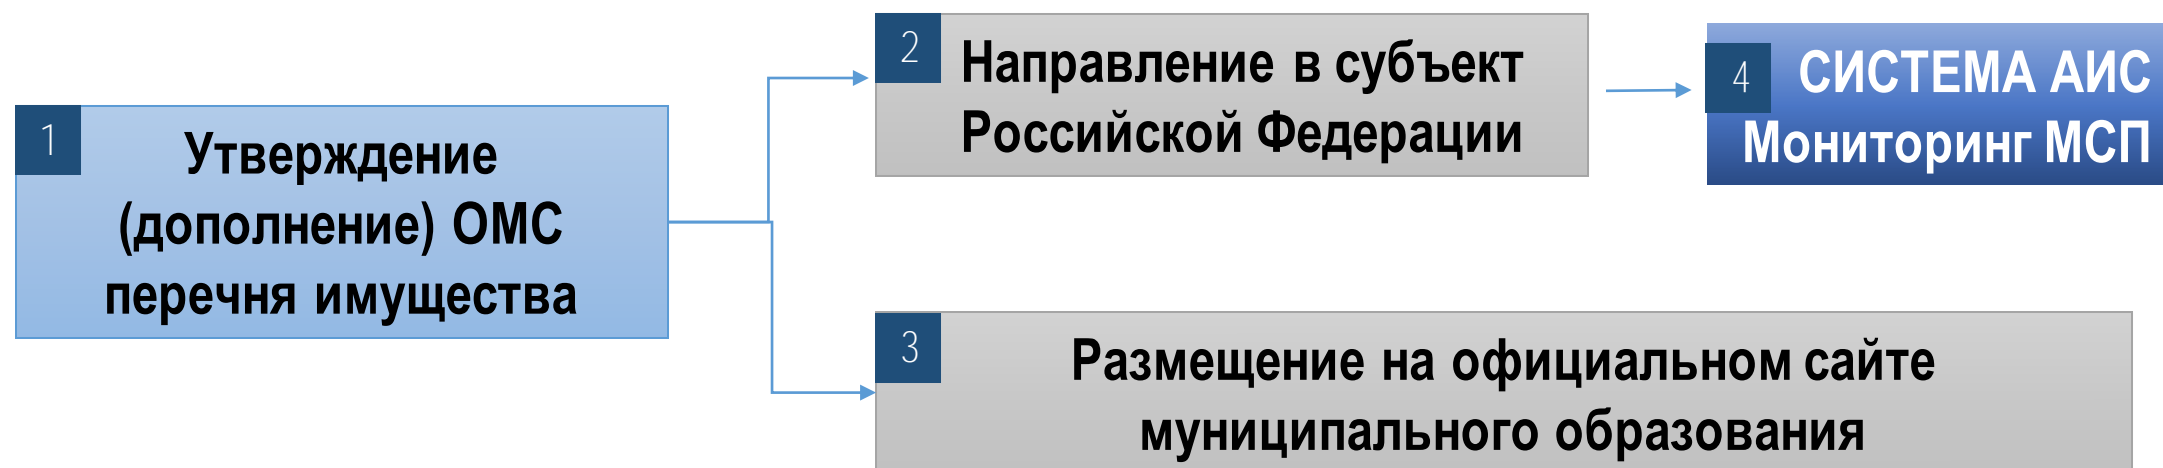 1
Утверждение
(дополнение) ОМС
перечня имущества
2
Направление в субъект
Российской Федерации
4
СИСТЕМА АИС
Мониторинг МСП
3
Размещение на официальном сайте
муниципального образования